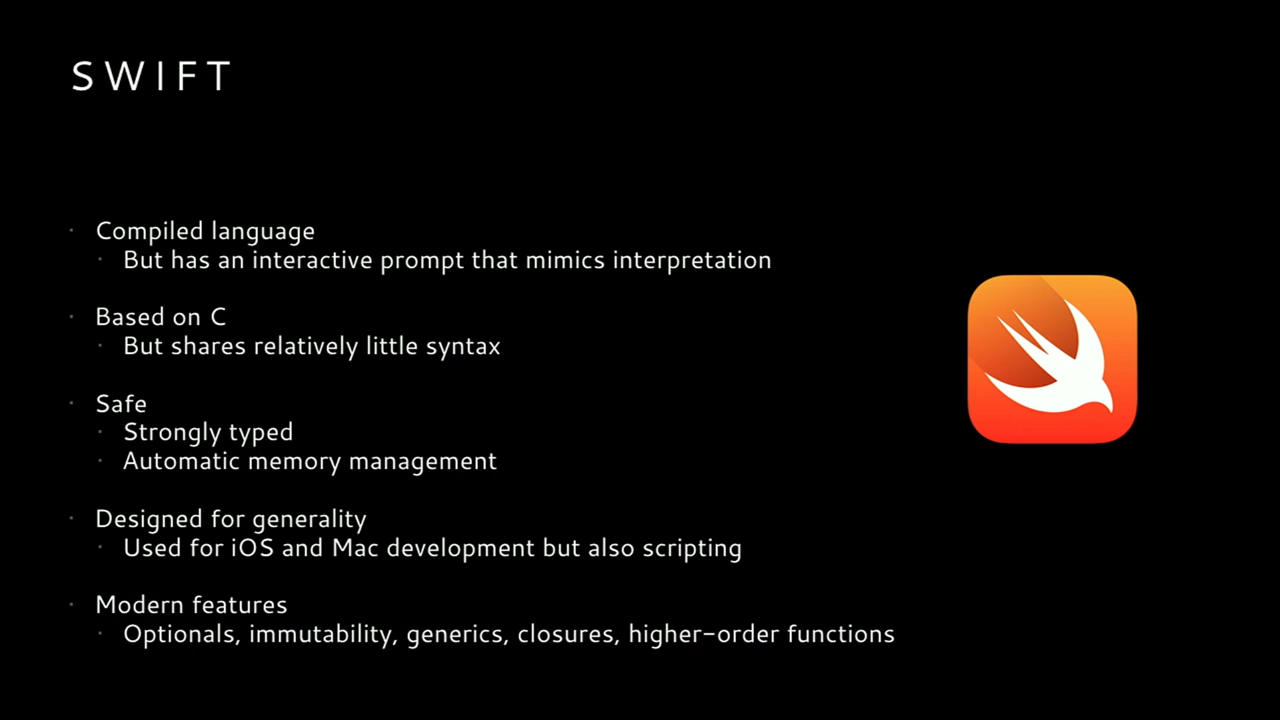 SWIFT
Compiled language
But has an interactive prompt that mimics interpretation
Based on C
But shares relatively little syntax
Safe
Strongly typed
Automatic memory management
Designed for generality
Used for iOS and Mac development but also scripting
Modern features
Optionals, immutability, generics, closures, higher-order functions